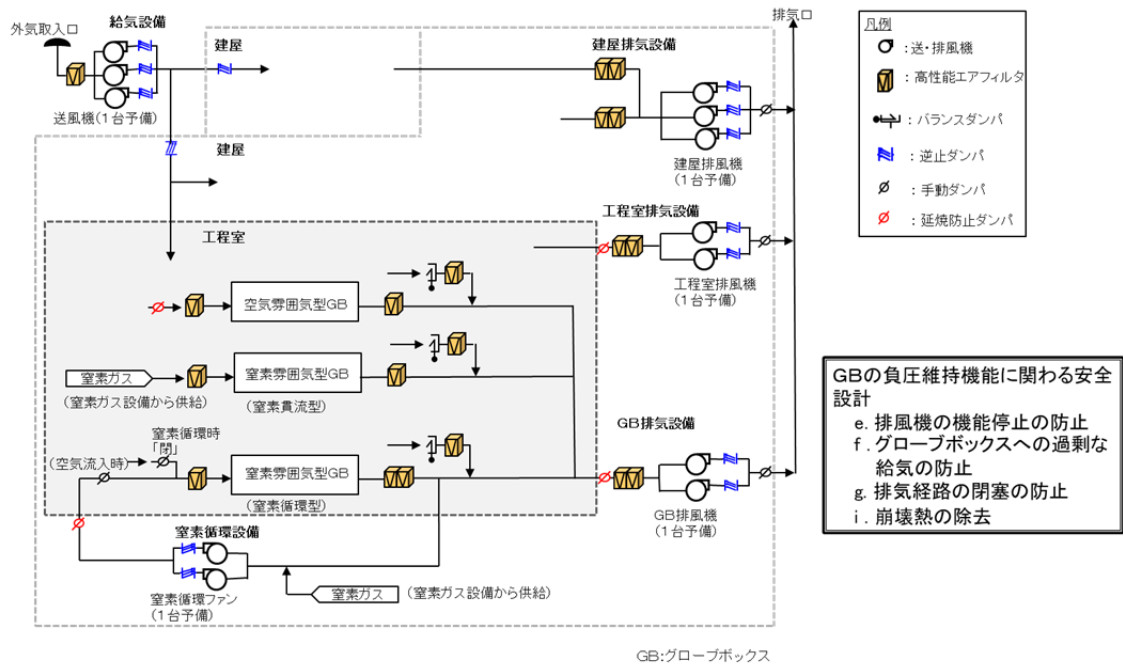 外気取入口
給気設備
送風機(1台予備)
建屋
建屋
建屋排気設備
建屋排風機
(1台予備)
排気口
凡例
：送・排風機
：高性能エアフィルタ
：バランスダンパ
：逆止ダンパ
：手動ダンパ
：延焼防止ダンパ
工程室
工程室排気設備
工程室排風機
(1台予備)
空気雰囲気型GB
窒素ガス
(窒素ガス設備から供給)
窒素雰囲気型GB
(窒素貫流型)
窒素循環時
「閉」
(空気流入時)
窒素雰囲気型GB
(窒素循環型)
GB排気設備
GB排風機
(1台予備)
窒素循環設備
窒素循環ファン
(1台予備)
窒素ガス
(窒素ガス設備から供給)
GBの負圧維持機能に関わる安全
設計
e. 排風機の機能停止の防止
f. グローブボックスへの過剰な
給気の防止
g. 排気経路の閉塞の防止
i. 崩壊熱の除去
GB:グローブボックス